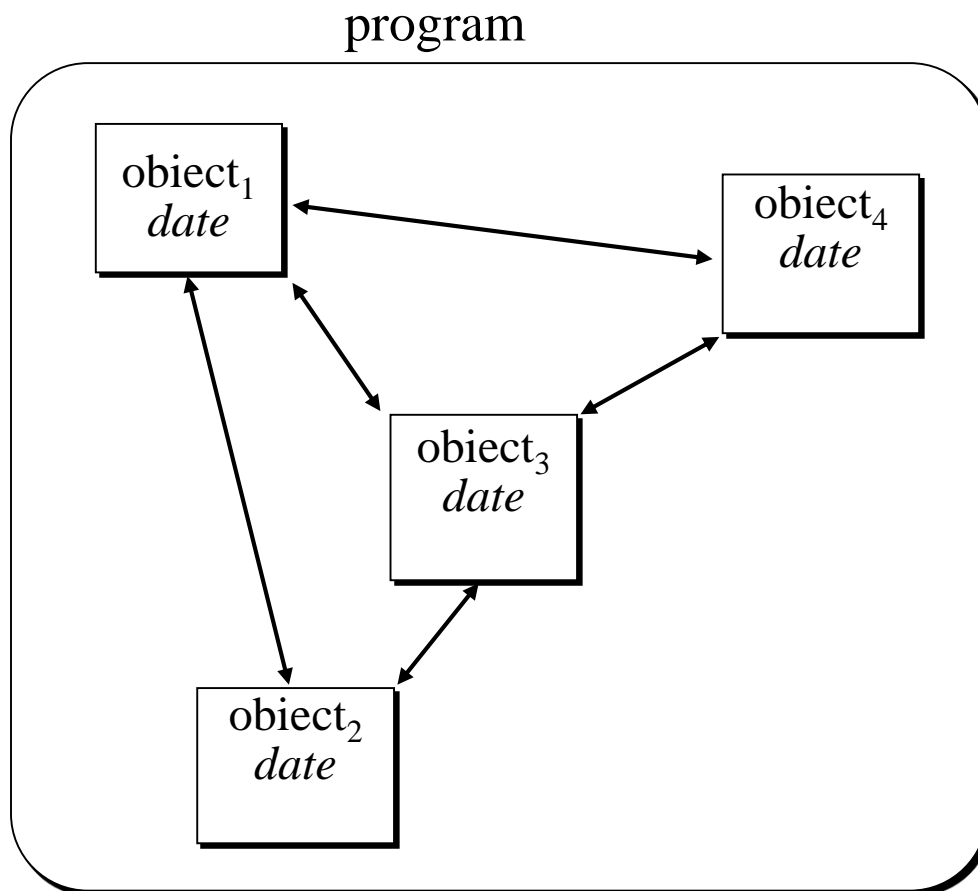 program
obiect₁
date
obiect₄
date
obiect₃
date
obiect₂
date